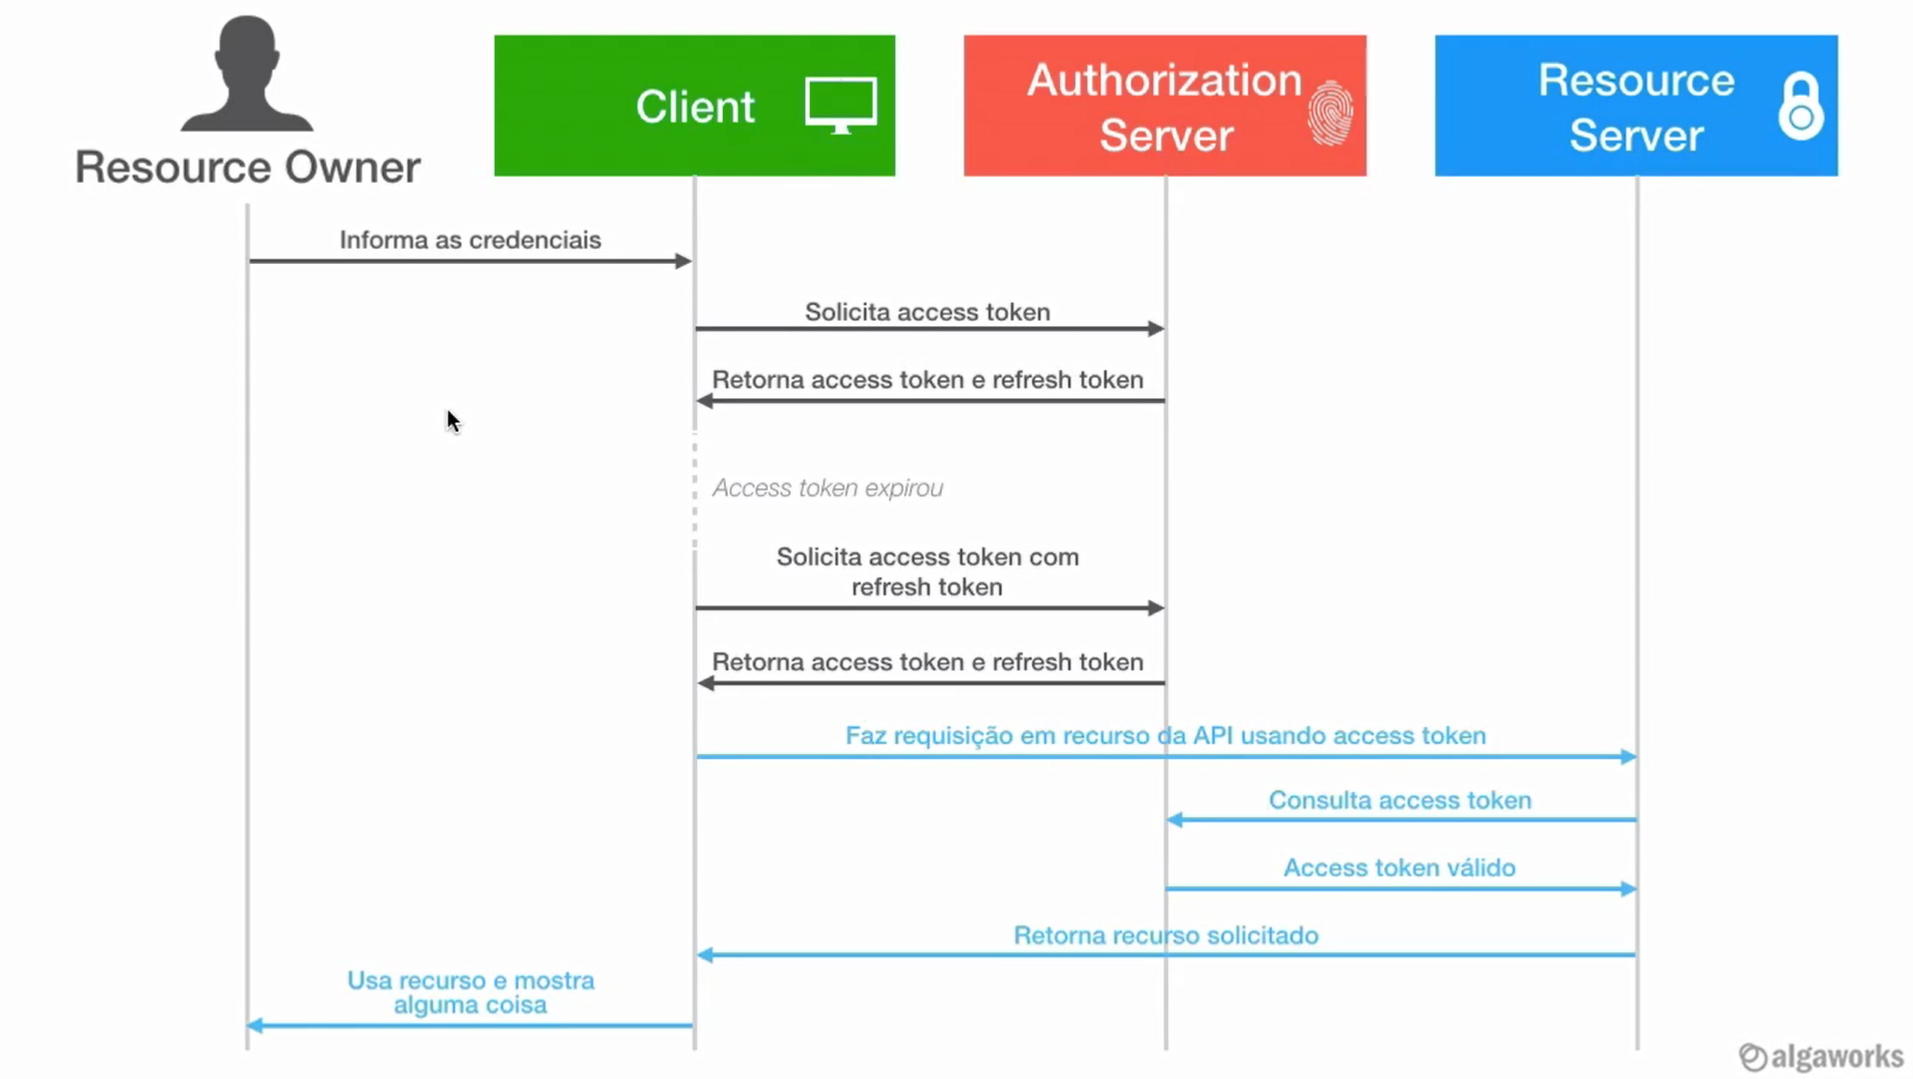 Resource Owner
Client
Authorization
Server
Resource
Server
Informa as credenciais
Solicita access token
Retorna access token e refresh token
Access token expirou
Solicita access token com
refresh token
Retorna access token e refresh token
Faz requisição em recurso da API usando access token
Consulta access token
Access token válido
Retorna recurso solicitado
Usa recurso e mostra
alguma coisa
algaworks